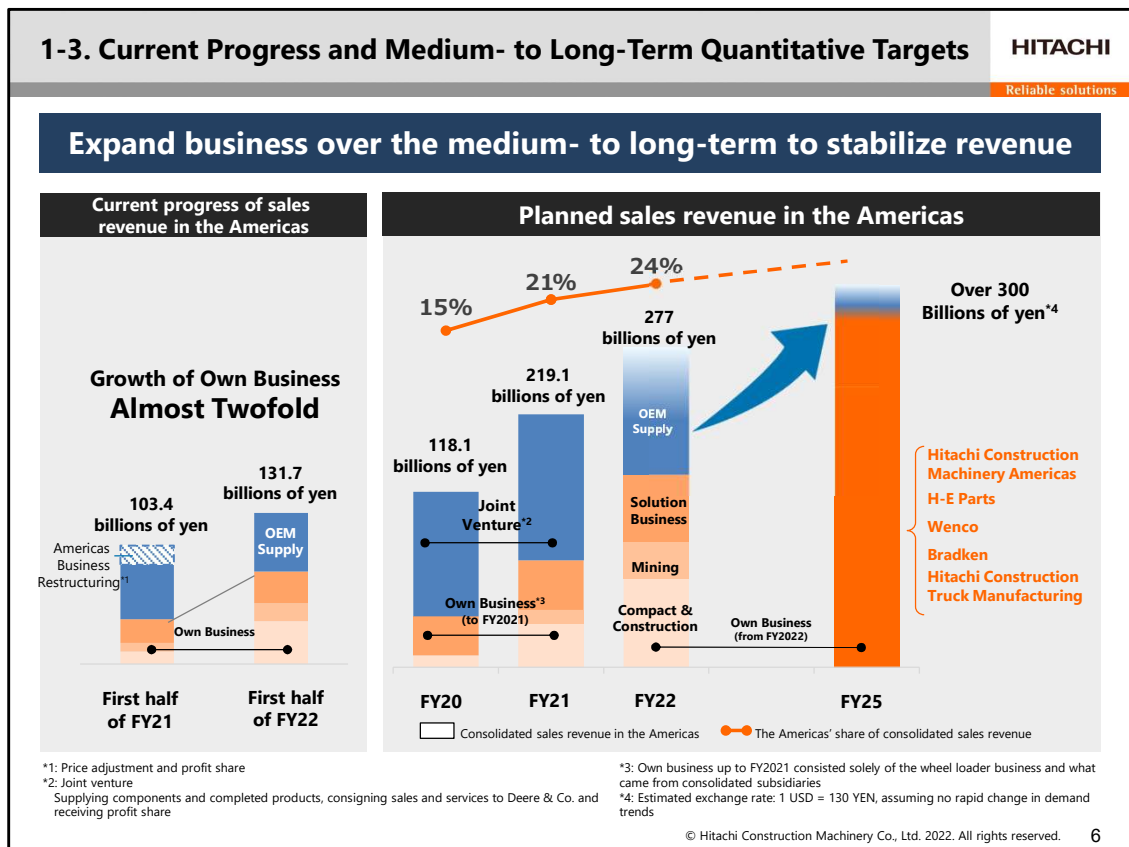 1-3. Current Progress and Medium- to Long-Term Quantitative Targets
HITACHI
Reliable solutions
Expand business over the medium- to long-term to stabilize revenue
Current progress of sales
revenue in the Americas
Growth of Own Business
Almost Twofold
103.4
billions of yen
131.7
billions of yen
Americas
Business
Restructuring*1
OEM
Supply
Own Business
First half
of FY21
First half
of FY22
Planned sales revenue in the Americas
15%
21%
24%
118.1
billions of yen
219.1
billions of yen
277
billions of yen
Over 300
Billions of yen*4
Joint
Venture*2
Own Business*3
(to FY2021)
OEM
Supply
Solution
Business
Mining
Compact &
Construction
Own Business
(from FY2022)
Hitachi Construction
Machinery Americas
H-E Parts
Wenco
Bradken
Hitachi Construction
Truck Manufacturing
FY20
FY21
FY22
FY25
Consolidated sales revenue in the Americas
The Americas' share of consolidated sales revenue
*1: Price adjustment and profit share
*2: Joint venture
Supplying components and completed products, consigning sales and services to Deere & Co. and
receiving profit share
*3: Own business up to FY2021 consisted solely of the wheel loader business and what
came from consolidated subsidiaries
*4: Estimated exchange rate: 1 USD = 130 YEN, assuming no rapid change in demand
trends
© Hitachi Construction Machinery Co., Ltd. 2022. All rights reserved.
6